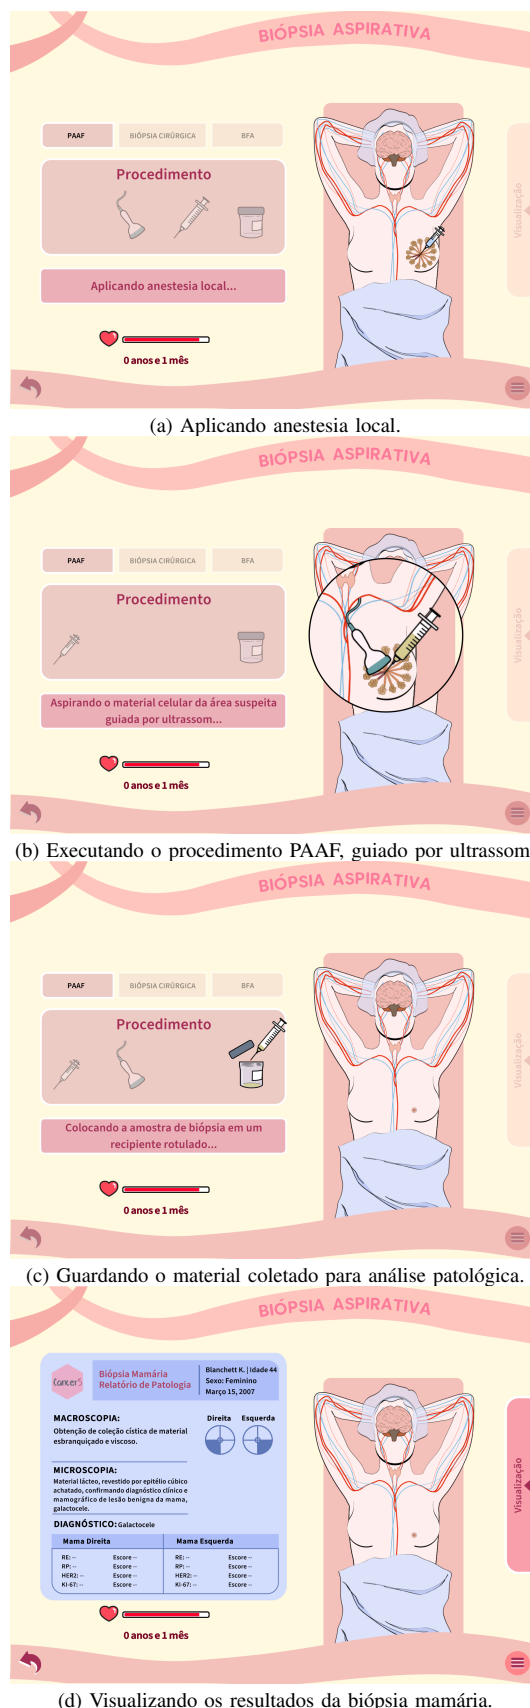 BIÓPSIA ASPIRATIVA
PAAF
BIÓPSIA CIRÚRGICA
BFA
Procedimento
Visualização
Aplicando anestesia local...
0 anos e 1 mês
(a) Aplicando anestesia local.
BIÓPSIA ASPIRATIVA
PAAF
BIÓPSIA CIRÚRGICA
BFA
Procedimento
Visualização
Aspirando o material celular da área suspeita
guiada por ultrassom...
0 anos e 1 mês
(b) Executando o procedimento PAAF, guiado por ultrassom
BIÓPSIA ASPIRATIVA
PAAF
BIÓPSIA CIRÚRGICA
BFA
Procedimento
Visualização
Colocando a amostra de biópsia em um
recipiente rotulado...
0 anos e 1 mês
(c) Guardando o material coletado para análise patológica.
BIÓPSIA ASPIRATIVA
CancerS
Biópsia Mamária
Relatório de Patologia
Blanchett K. | Idade 44
Sexo: Feminino
Março 15, 2007
MACROSCOPIA:
Obtenção de coleção cística de material
esbranquiçado e viscoso.
Direita Esquerda
MICROSCOPIA:
Material lácteo, revestido por epitélio cúbico
achatado, confirmando diagnóstico clínico e
mamográfico de lesão benigna da mama,
galactocele.
DIAGNÓSTICO: Galactocele
Mama Direita Mama Esquerda
RE: -- Escore -- RE: -- Escore --
RP: -- Escore -- RP: -- Escore --
HER2: -- Escore -- HER2: -- Escore --
KI-67: -- Escore -- KI-67: -- Escore --
Visualização
0 anos e 1 mês
(d) Visualizando os resultados da biópsia mamária.